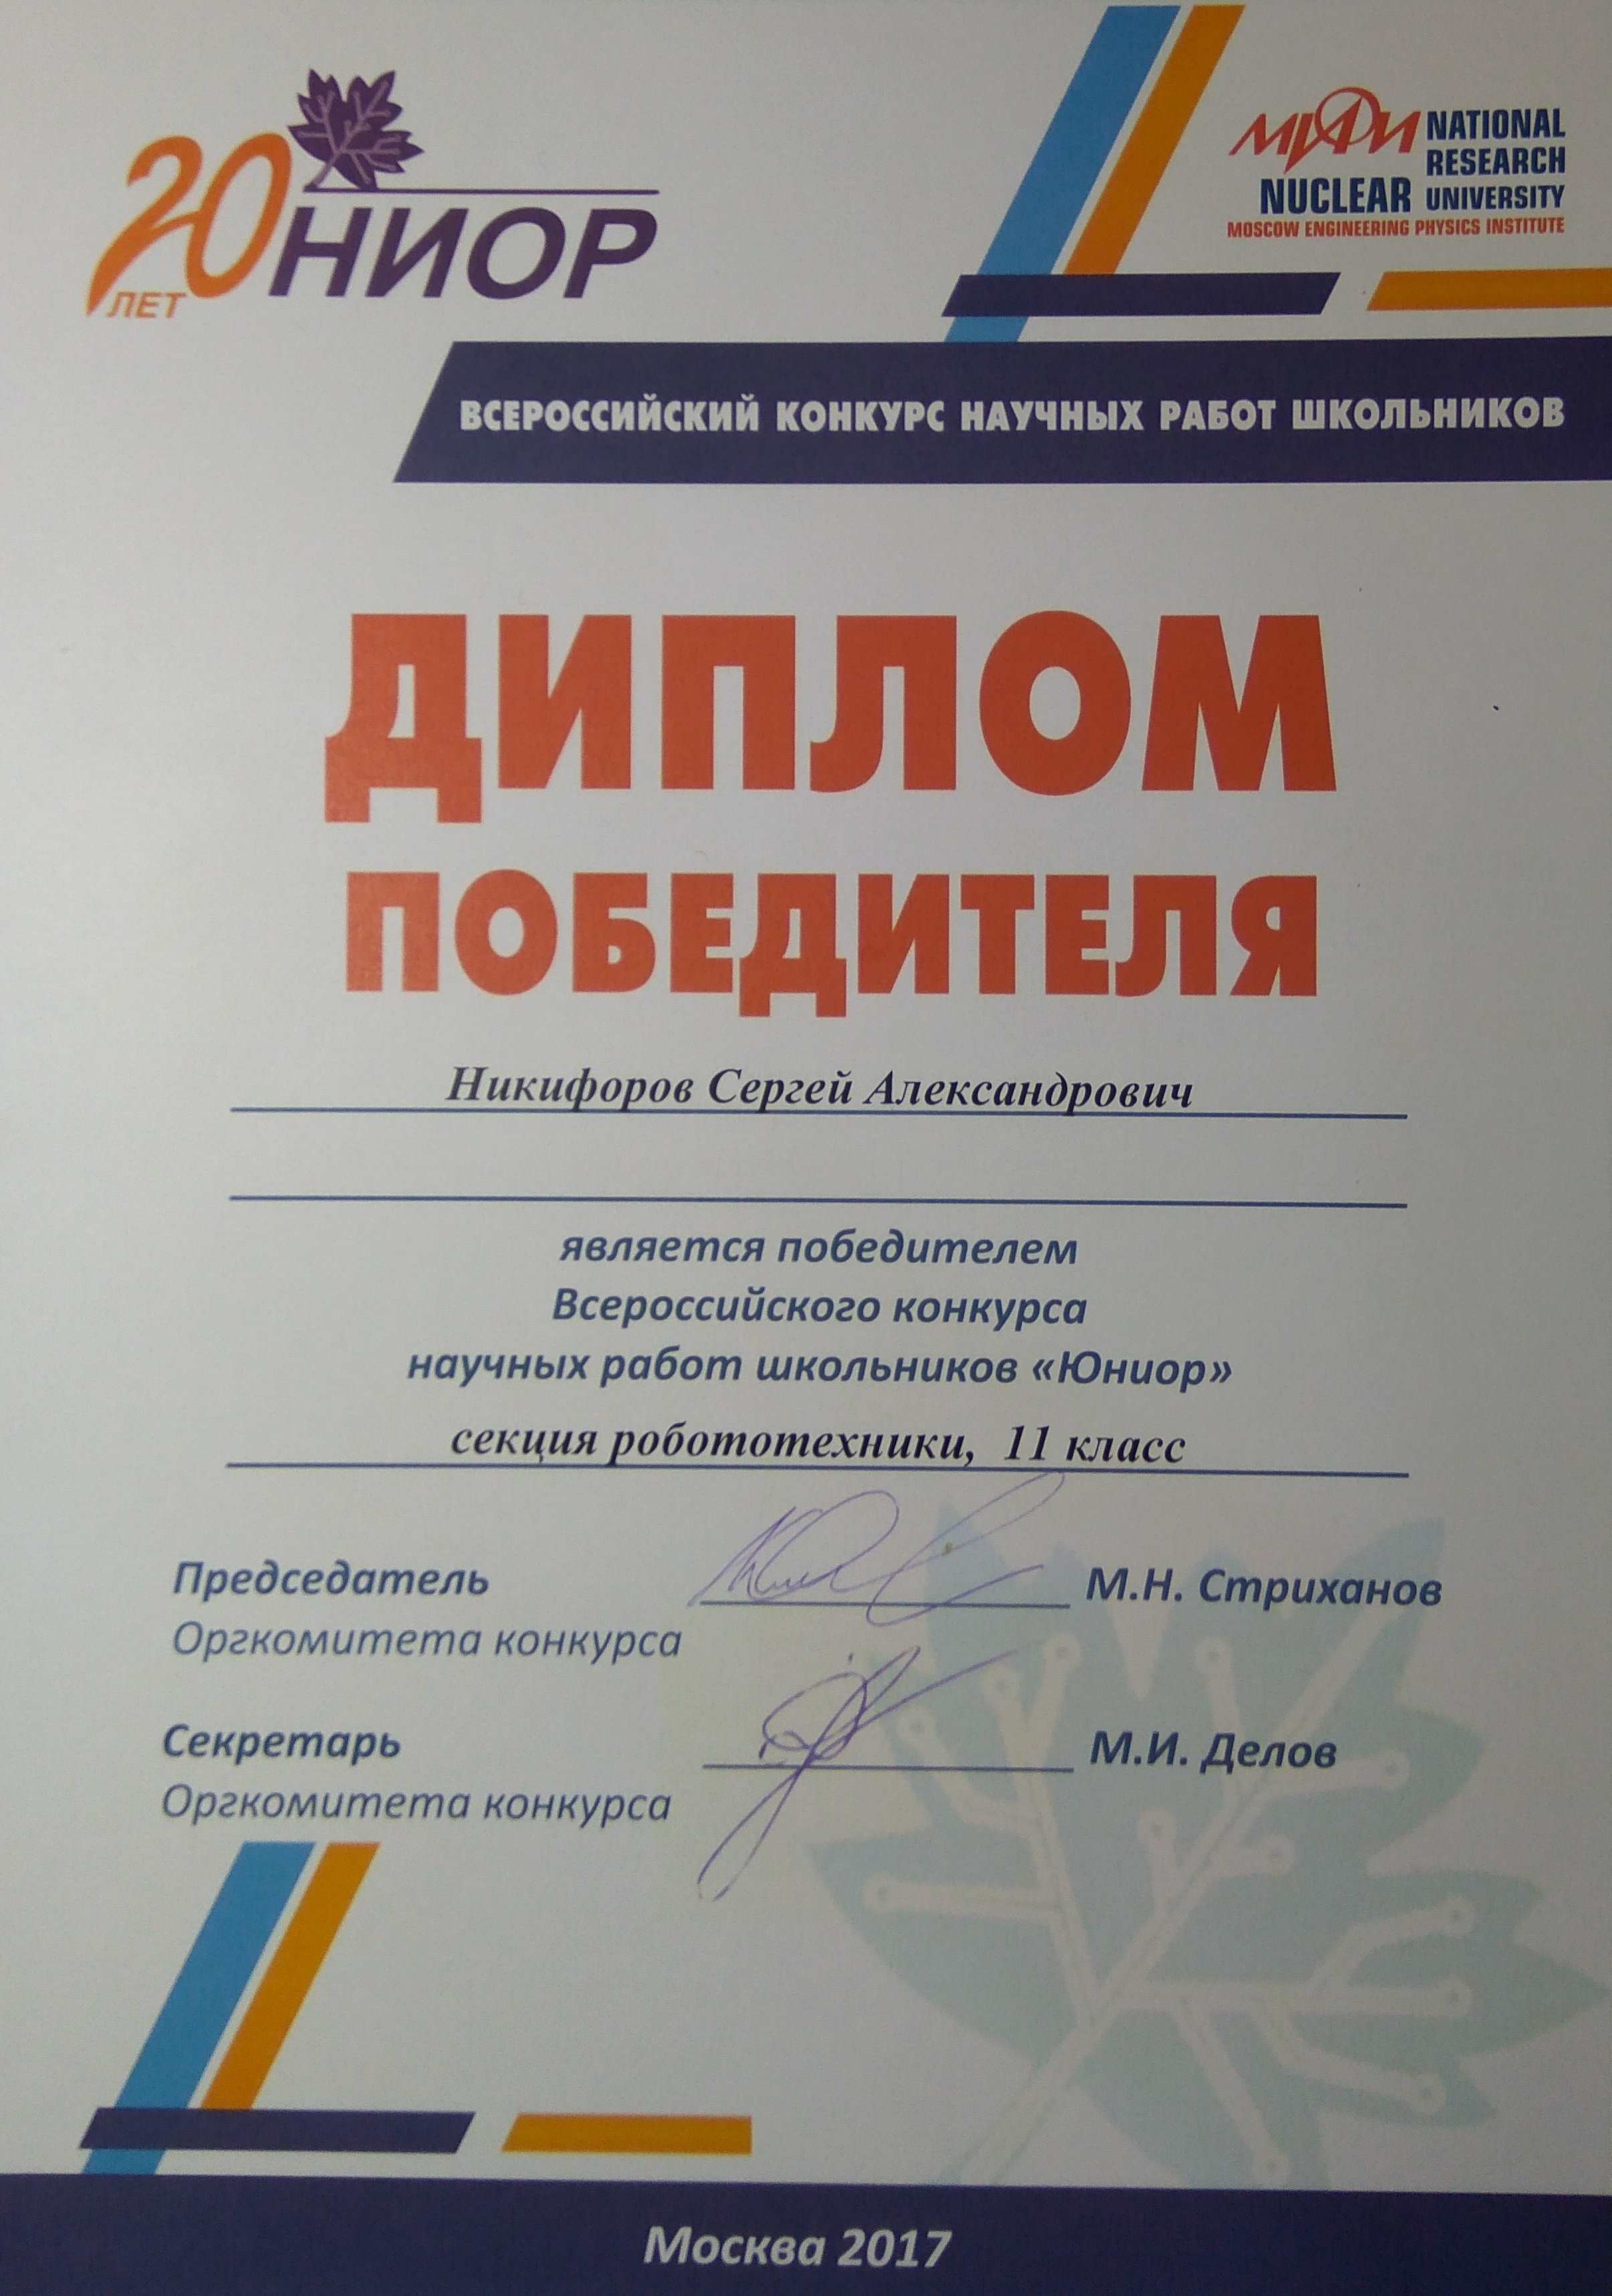 20 ЮНИОР
ЛЕТ
МИФИ NATIONAL
RESEARCH
NUCLEAR UNIVERSITY
MOSCOW ENGINEERING PHYSICS INSTITUTE
ВСЕРОССИЙСКИЙ КОНКУРС НАУЧНЫХ РАБОТ ШКОЛЬНИКОВ
ДИПЛОМ
ПОБЕДИТЕЛЯ
Никифоров Сергей Александрович
является победителем
Всероссийского конкурса
научных работ школьников «Юниор»
секция робототехники, 11 класс
Председатель М.Н. Стриханов
Оргкомитета конкурса
Секретарь М.И. Делов
Оргкомитета конкурса
Москва 2017